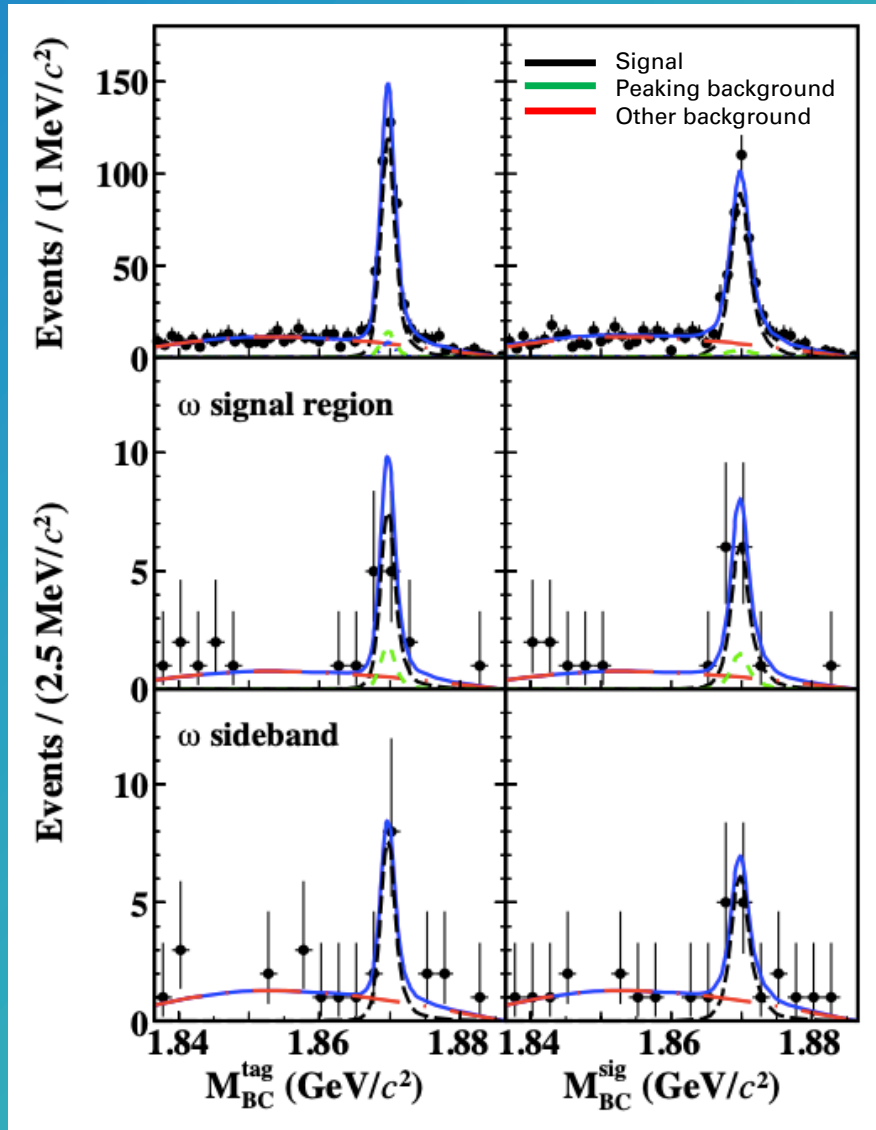 Events / (1 MeV/c²)
150
100
50
0
Signal
Peaking background
Other background
Events / (2.5 MeV/c²)
ω signal region
10
5
0
ω sideband
10
5
0
1.84 1.86 1.88 1.84 1.86 1.88
M_BC^tag (GeV/c²) M_BC^sig (GeV/c²)